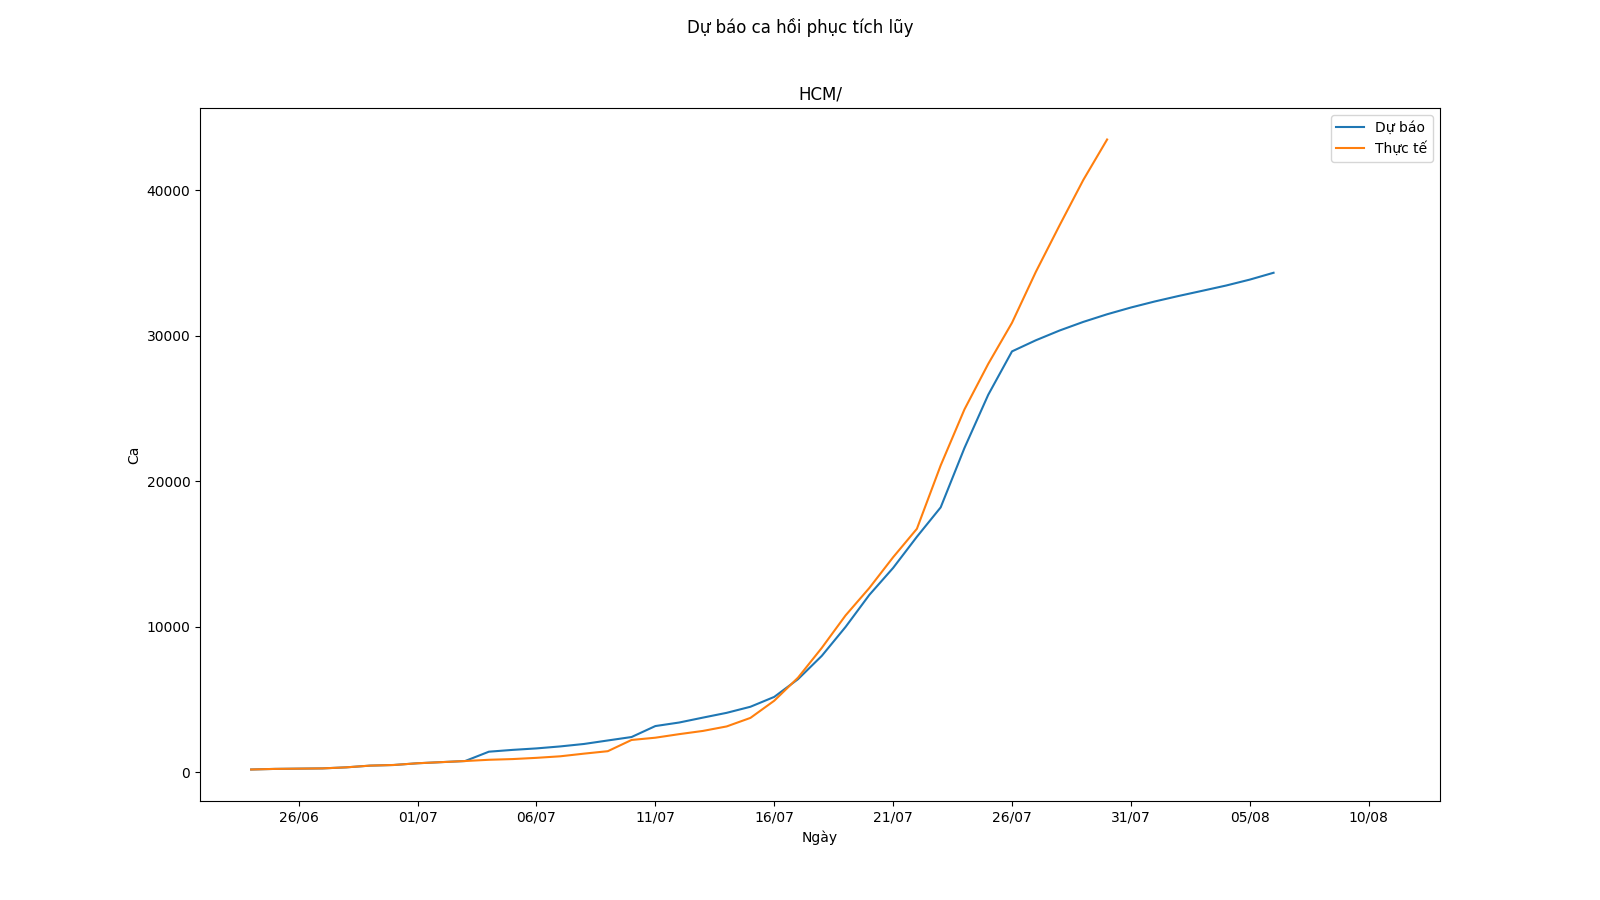 Dự báo ca hồi phục tích lũy
HCM/
Dự báo
Thực tế
Ca
40000
30000
20000
10000
0
26/06
01/07
06/07
11/07
16/07
21/07
26/07
31/07
05/08
10/08
Ngày